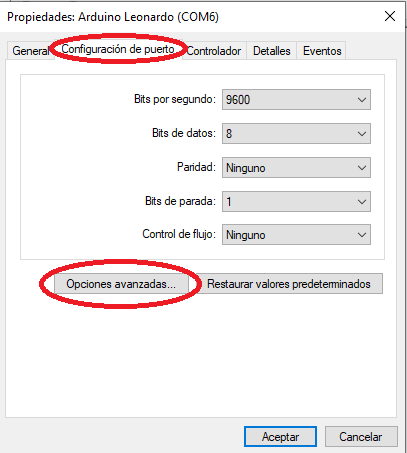 Propiedades: Arduino Leonardo (COM6)
General Configuración de puerto Controlador Detalles Eventos
Bits por segundo: 9600
Bits de datos: 8
Paridad: Ninguno
Bits de parada: 1
Control de flujo: Ninguno
Opciones avanzadas... Restaurar valores predeterminados
Aceptar Cancelar